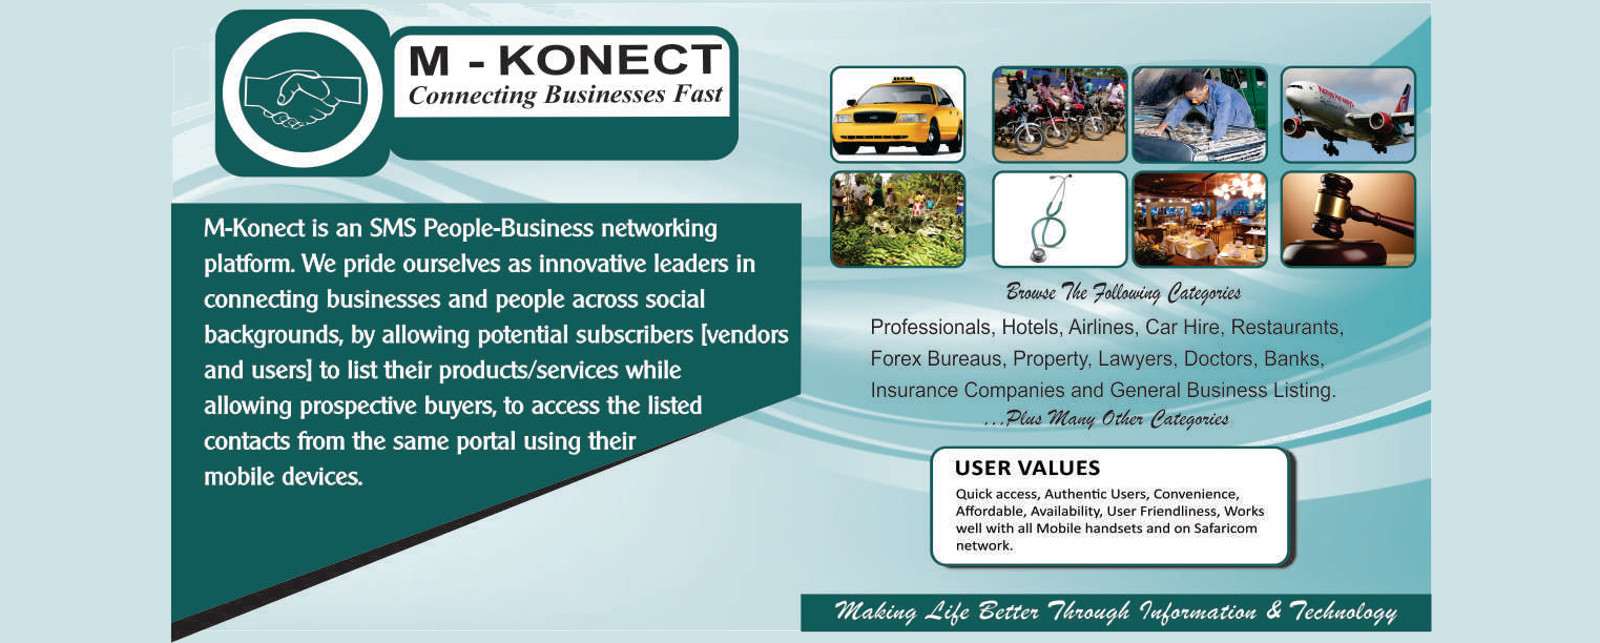 M - KONECT
Connecting Businesses Fast
M-Konect is an SMS People-Business networking
platform. We pride ourselves as innovative leaders in
connecting businesses and people across social
backgrounds, by allowing potential subscribers [vendors
and users] to list their products/services while
allowing prospective buyers, to access the listed
contacts from the same portal using their
mobile devices.
Browse The Following Categories
Professionals, Hotels, Airlines, Car Hire, Restaurants,
Forex Bureaus, Property, Lawyers, Doctors, Banks,
Insurance Companies and General Business Listing.
...Plus Many Other Categories
USER VALUES
Quick access, Authentic Users, Convenience,
Affordable, Availability, User Friendliness, Works
well with all Mobile handsets and on Safaricom
network.
Making Life Better Through Information & Technology